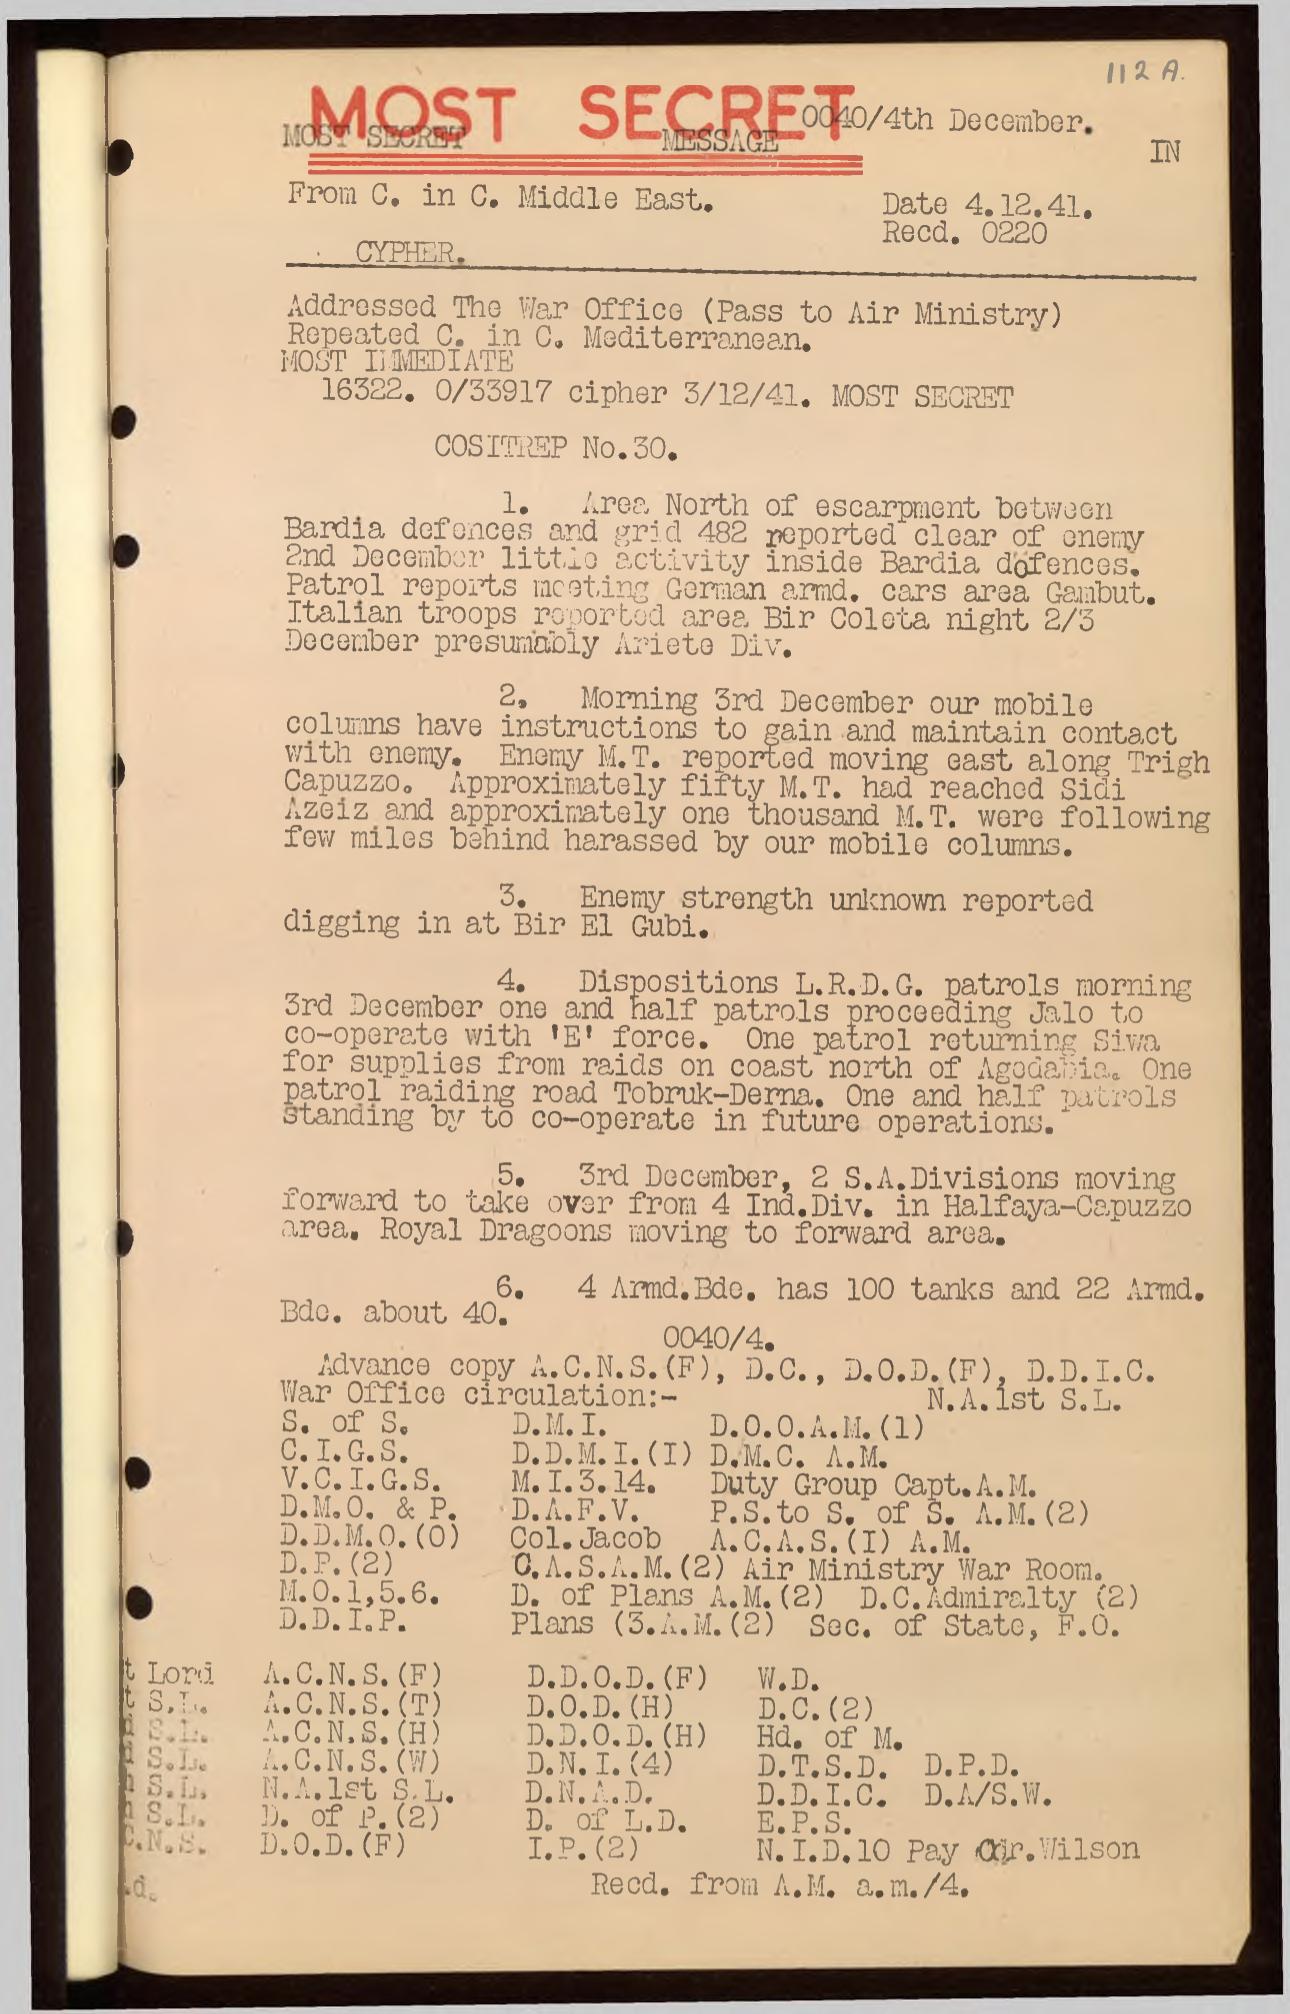 112 A.
MOST SECRET
0040/4th December.
MOST SECRET MESSAGE
IN
From C. in C. Middle East.
Date 4.12.41.
Recd. 0220
CYPHER.
Addressed The War Office (Pass to Air Ministry)
Repeated C. in C. Mediterranean.
MOST IMMEDIATE
16322. 0/33917 cipher 3/12/41. MOST SECRET
COSITREP No.30.
1. Area North of escarpment between
Bardia defences and grid 482 reported clear of enemy
2nd December little activity inside Bardia defences.
Patrol reports meeting German armd. cars area Gambut.
Italian troops reported area Bir Coleta night 2/3
December presumably Ariete Div.
2. Morning 3rd December our mobile
columns have instructions to gain and maintain contact
with enemy. Enemy M.T. reported moving east along Trigh
Capuzzo. Approximately fifty M.T. had reached Sidi
Azeiz and approximately one thousand M.T. were following
few miles behind harassed by our mobile columns.
3. Enemy strength unknown reported
digging in at Bir El Gubi.
4. Dispositions L.R.D.G. patrols morning
3rd December one and half patrols proceeding Jalo to
co-operate with 'E' force. One patrol returning Siwa
for supplies from raids on coast north of Agedabia. One
patrol raiding road Tobruk-Derna. One and half patrols
standing by to co-operate in future operations.
5. 3rd December, 2 S.A.Divisions moving
forward to take over from 4 Ind.Div. in Halfaya-Capuzzo
area. Royal Dragoons moving to forward area.
6. 4 Armd.Bde. has 100 tanks and 22 Armd.
Bde. about 40.
0040/4.
Advance copy A.C.N.S.(F), D.C., D.O.D.(F), D.D.I.C.
War Office circulation:- N.A.1st S.L.
S. of S. D.M.I. D.O.O.A.M.(1)
C.I.G.S. D.D.M.I.(I) D.M.C. A.M.
V.C.I.G.S. M.I.3.14. Duty Group Capt.A.M.
D.M.O. & P. D.A.F.V. P.S.to S. of S. A.M.(2)
D.D.M.O.(O) Col.Jacob A.C.A.S.(I) A.M.
D.P.(2) C.A.S.A.M.(2) Air Ministry War Room.
M.O.1,5.6. D. of Plans A.M.(2) D.C.Admiralty (2)
D.D.I.P. Plans (3.A.M.(2) Sec. of State, F.O.
t Lord A.C.N.S.(F) D.D.O.D.(F) W.D.
t S.L. A.C.N.S.(T) D.O.D.(H) D.C.(2)
d S.L. A.C.N.S.(H) D.D.O.D.(H) Hd. of M.
d S.L. A.C.N.S.(W) D.N.I.(4) D.T.S.D. D.P.D.
h S.L. N.A.1st S.L. D.N.A.D. D.D.I.C. D.A/S.W.
h S.L. D. of P.(2) D. of L.D. E.P.S.
C.N.S. D.O.D.(F) I.P.(2) N.I.D.10 Pay Cdr.Wilson
.d. Recd. from A.M. a.m./4.